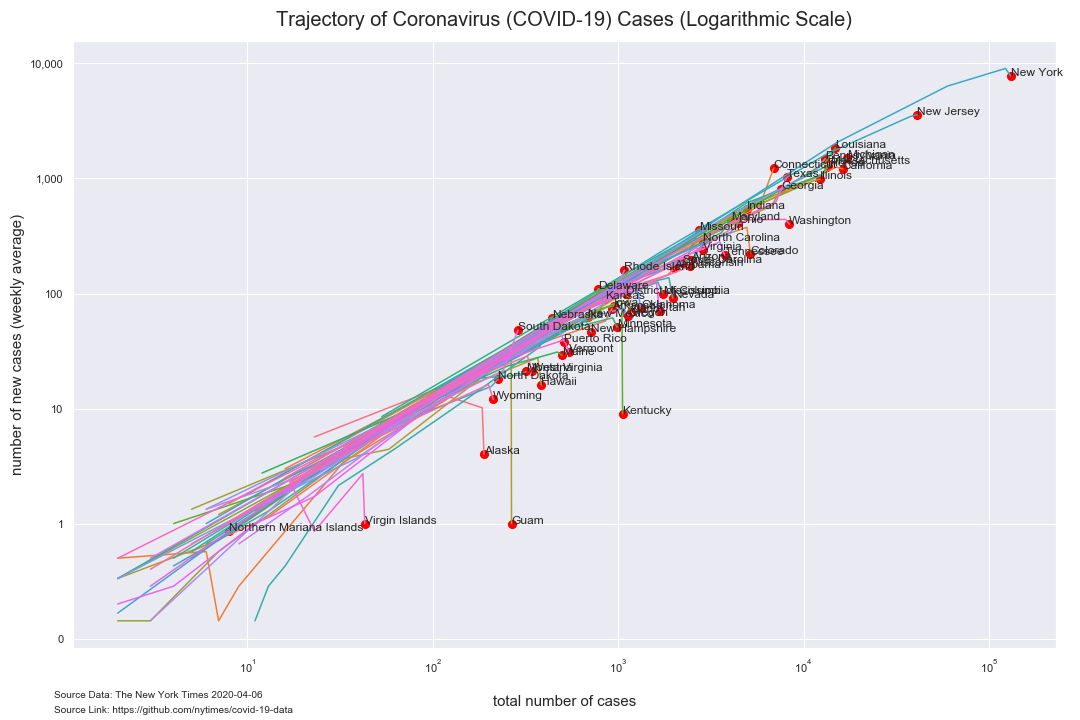 Trajectory of Coronavirus (COVID-19) Cases (Logarithmic Scale)
10,000
1,000
100
10
1
0
number of new cases (weekly average)
New York
New Jersey
Louisiana
Michigan
Massachusetts
Pennsylvania
California
Connecticut
Texas
Illinois
Georgia
Indiana
Maryland
Ohio
Washington
Missouri
North Carolina
Virginia
Tennessee
Colorado
Wisconsin
Rhode Island
Alabama
Delaware
District of Columbia
Kansas
Nevada
Nebraska
New Mexico
Minnesota
South Dakota
New Hampshire
Puerto Rico
Vermont
Maine
West Virginia
North Dakota
Hawaii
Wyoming
Kentucky
Alaska
Virgin Islands
Guam
Northern Mariana Islands
10¹
10²
10³
10⁴
10⁵
total number of cases
Source Data: The New York Times 2020-04-06
Source Link: https://github.com/nytimes/covid-19-data